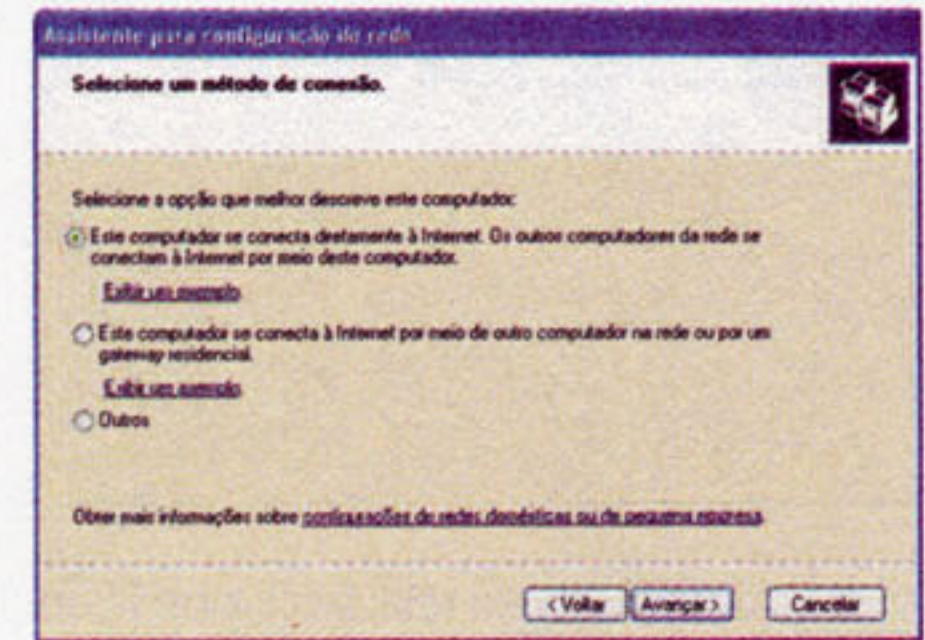 Assistente para configuração de rede
Selecione um método de conexão.
Selecione a opção que melhor descreve este computador:
Este computador se conecta diretamente à Internet. Os outros computadores da rede se
conectam à Internet por meio deste computador.
Exibir um exemplo.
Este computador se conecta à Internet por meio de outro computador na rede ou por um
gateway residencial.
Exibir um exemplo.
Outros
Obter mais informações sobre configurações de redes domésticas ou de pequena empresa.
< Voltar
Avançar >
Cancelar